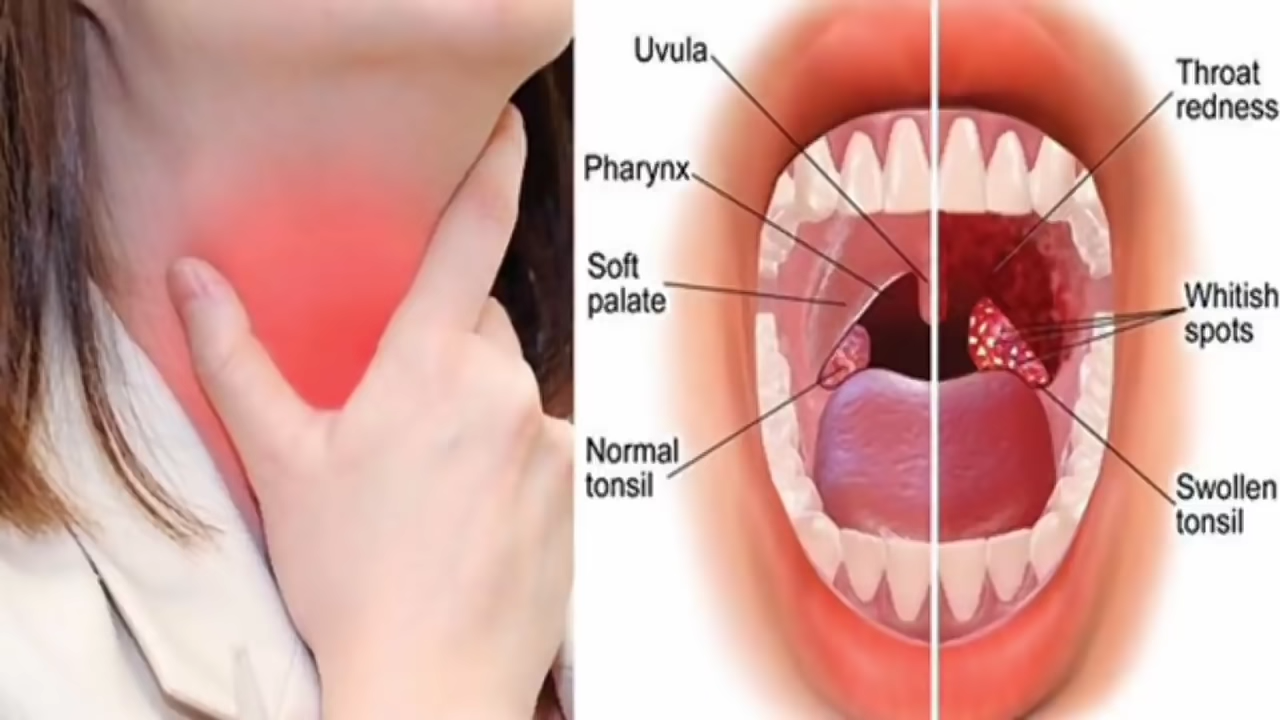 Uvula
Pharynx
Soft
palate
Normal
tonsil
Throat
redness
Whitish
spots
Swollen
tonsil